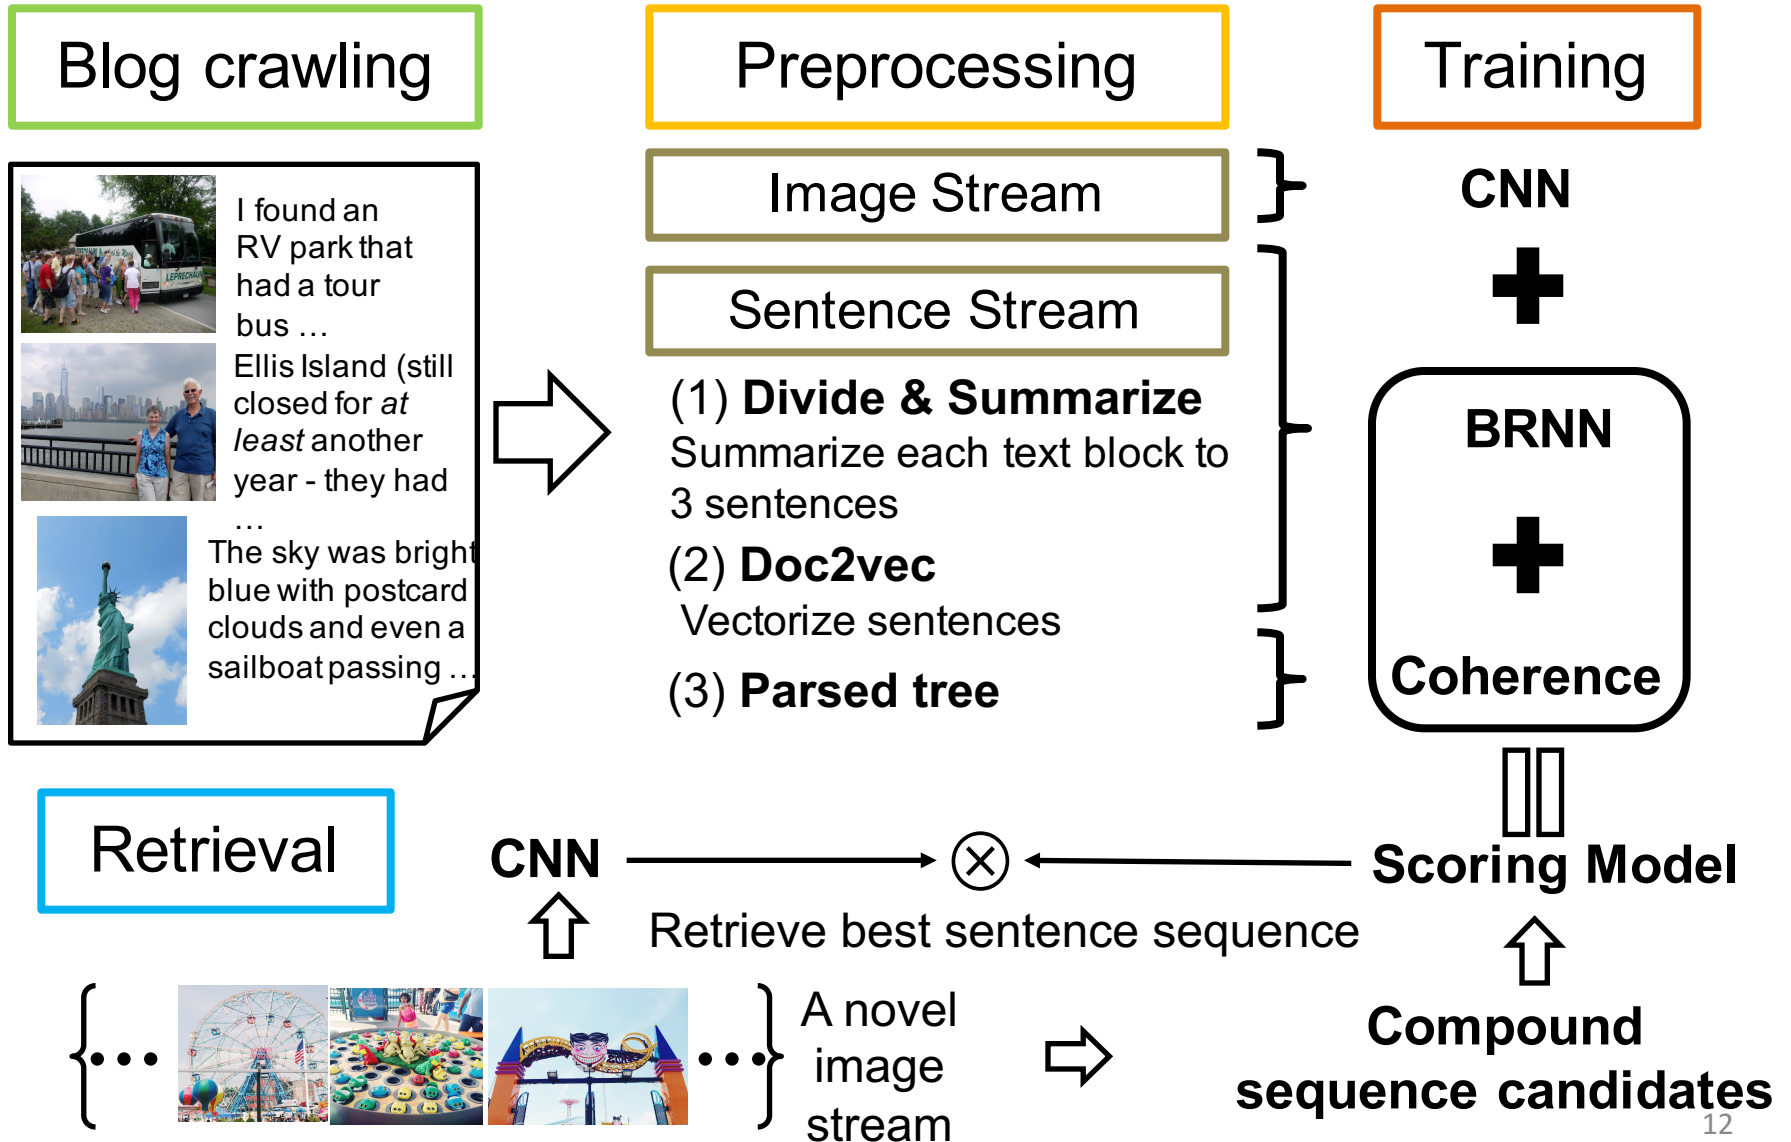 Blog crawling
Preprocessing
Training
I found an
RV park that
had a tour
bus …
Ellis Island (still
closed for at
least another
year - they had
…
The sky was bright
blue with postcard
clouds and even a
sailboat passing …
LEPRECHAUN
Image Stream
Sentence Stream
(1) Divide & Summarize
Summarize each text block to
3 sentences
(2) Doc2vec
Vectorize sentences
(3) Parsed tree
CNN
BRNN
Coherence
Retrieval
CNN
Scoring Model
Retrieve best sentence sequence
A novel
image
stream
Compound
sequence candidates
12